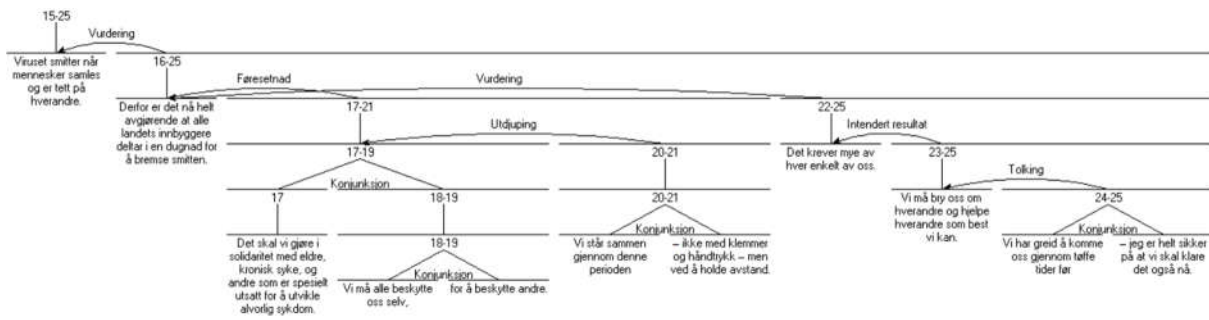 15-25
Vurdering
Viruset smitter når
mennesker samles
og er tett på
hverandre.
16-25
Føresetnad
Vurdering
Derfor er det nå helt
avgjørende at alle
landets innbyggere
deltar i en dugnad for
å bremse smitten.
17-21
22-25
Utdjuping
Intendert resultat
17-19
20-21
Det krever mye av
hver enkelt av oss.
23-25
Konjunksjon
Tolking
17
18-19
20-21
Vi må bry oss om
hverandre og hjelpe
hverandre som best
vi kan.
24-25
Det skal vi gjøre i
solidaritet med eldre,
kronisk syke, og
andre som er spesielt
utsatt for å utvikle
alvorlig sykdom.
18-19
Konjunksjon
Vi må alle beskytte
oss selv,
for å beskytte andre.
Konjunksjon
Vi står sammen
gjennom denne
perioden
– ikke med klemmer
og håndtrykk – men
ved å holde avstand.
Konjunksjon
Vi har greid å komme
oss gjennom tøffe
tider før
– jeg er helt sikker
på at vi skal klare
det også nå.